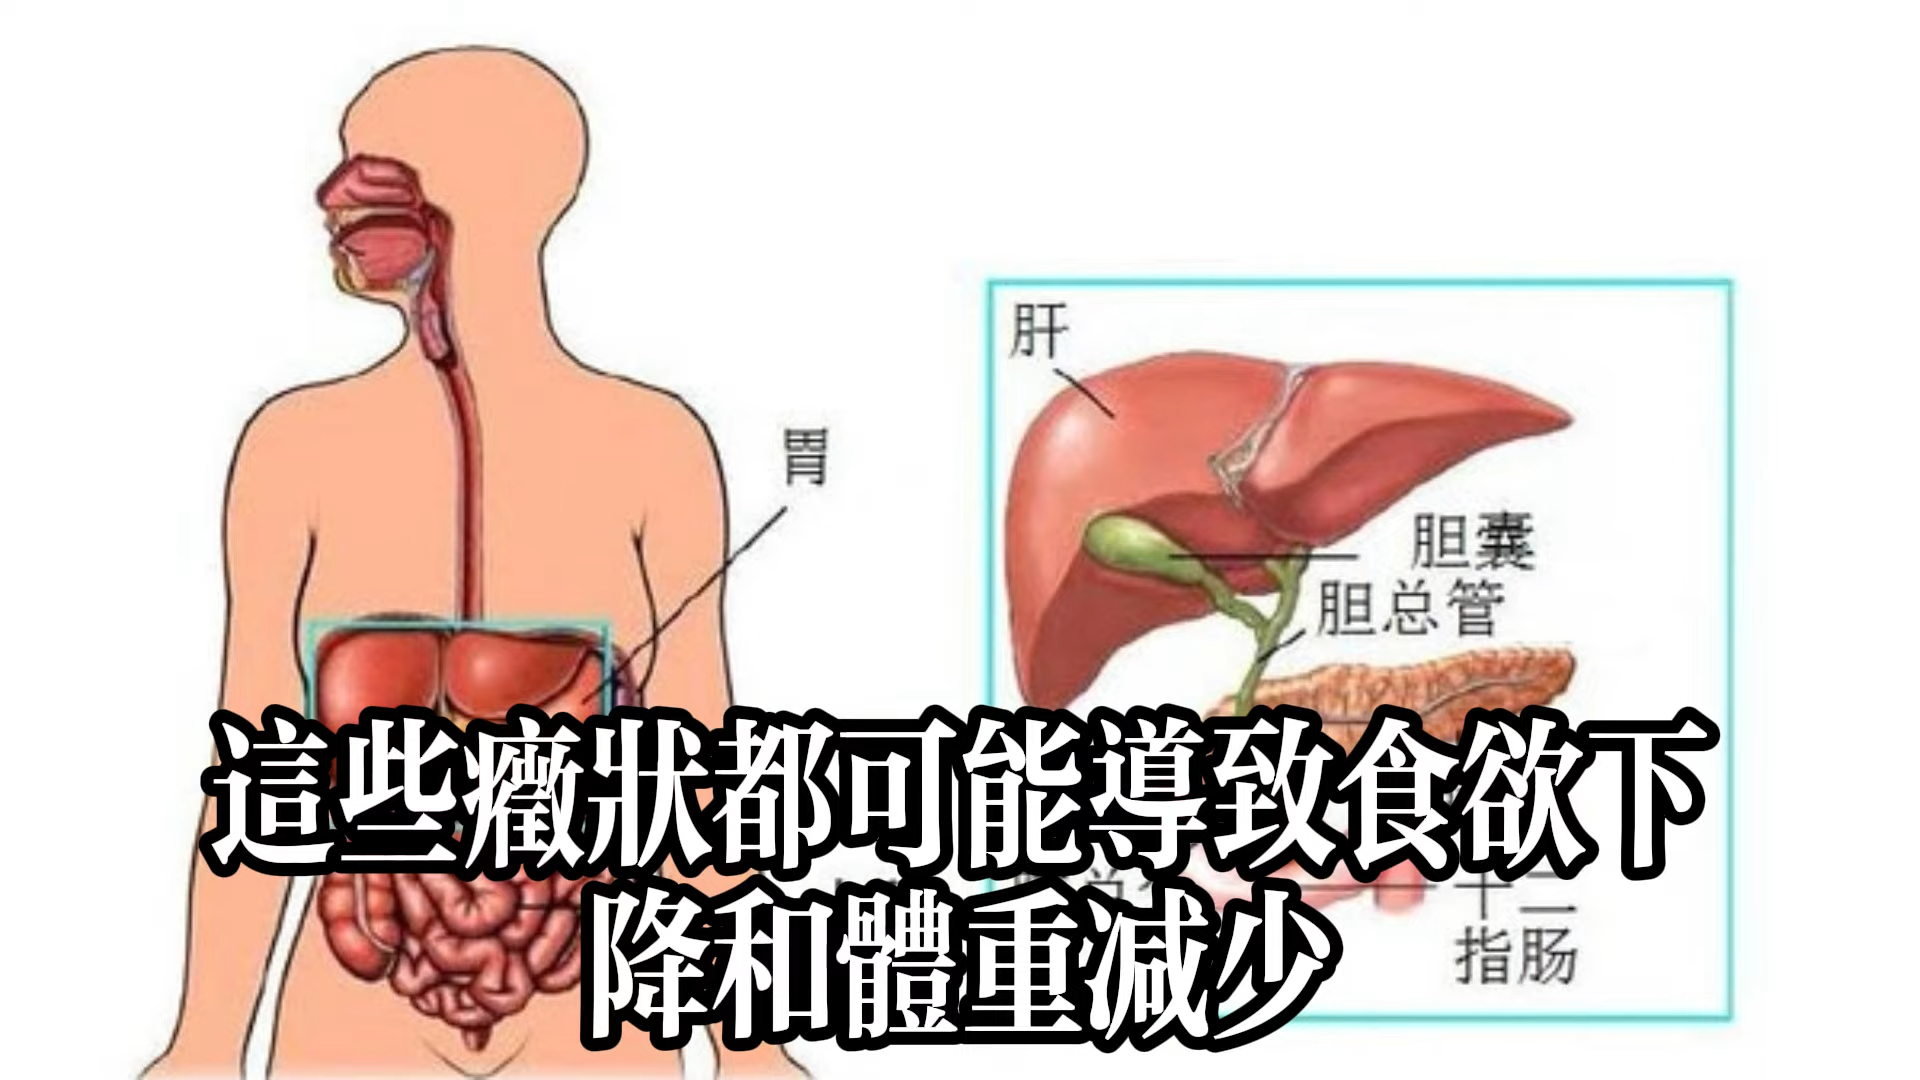 胃
肝
胆囊
胆总管
這些癥狀都可能導致食欲下
降和體重減少
十二
指肠